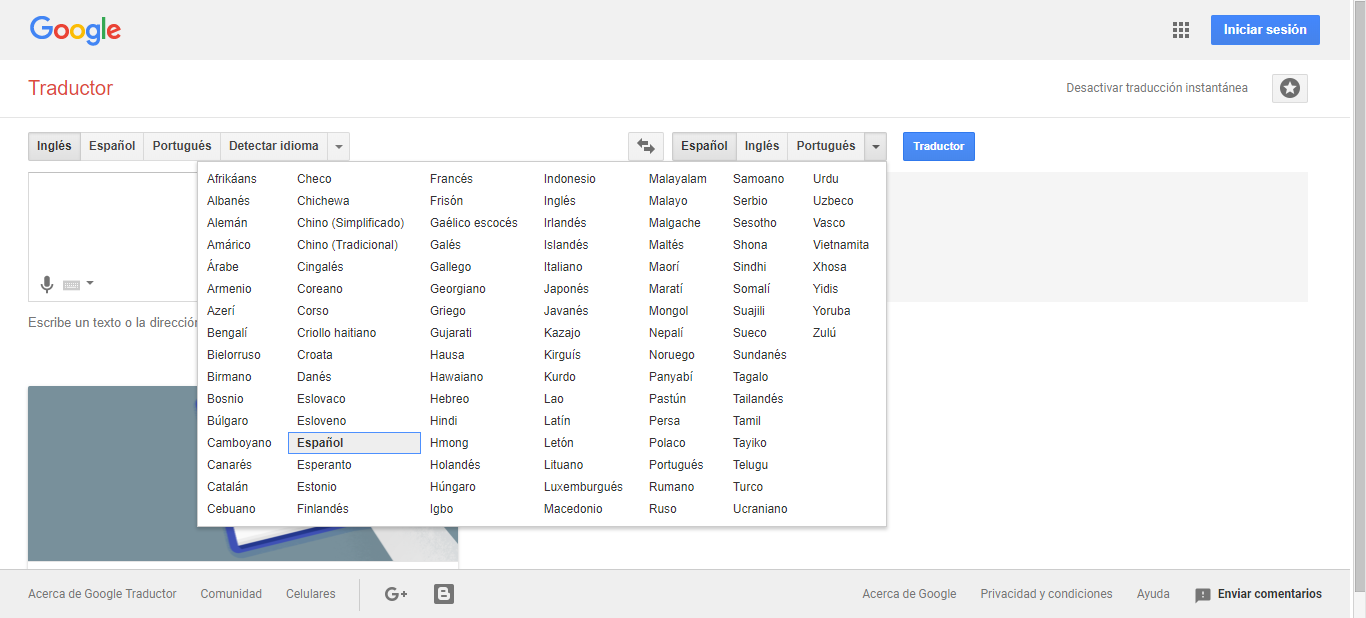 Google
Iniciar sesión
Traductor
Desactivar traducción instantánea
Inglés Español Portugués Detectar idioma
Español Inglés Portugués
Traductor
Afrikáans Checo Francés Indonesio Malayalam Samoano Urdu
Albanés Chichewa Frisón Inglés Malayo Serbio Uzbeco
Alemán Chino (Simplificado) Gaélico escocés Irlandés Malgache Sesotho Vasco
Amárico Chino (Tradicional) Galés Islandés Maltés Shona Vietnamita
Árabe Cingalés Gallego Italiano Maorí Sindhi Xhosa
Armenio Coreano Georgiano Japonés Maratí Somalí Yidis
Azerí Corso Griego Javanés Mongol Suajili Yoruba
Bengalí Criollo haitiano Gujarati Kazajo Nepalí Sueco Zulú
Bielorruso Croata Hausa Kirguís Noruego Sundanés
Birmano Danés Hawaiano Kurdo Panyabí Tagalo
Bosnio Eslovaco Hebreo Lao Pastún Tailandés
Búlgaro Esloveno Hindi Latín Persa Tamil
Camboyano Español Hmong Letón Polaco Tayiko
Canarés Esperanto Holandés Lituano Portugués Telugu
Catalán Estonio Húngaro Luxemburgués Rumano Turco
Cebuano Finlandés Igbo Macedonio Ruso Ucraniano
Escribe un texto o la dirección
Acerca de Google Traductor Comunidad Celulares G+ B Acerca de Google Privacidad y condiciones Ayuda Enviar comentarios